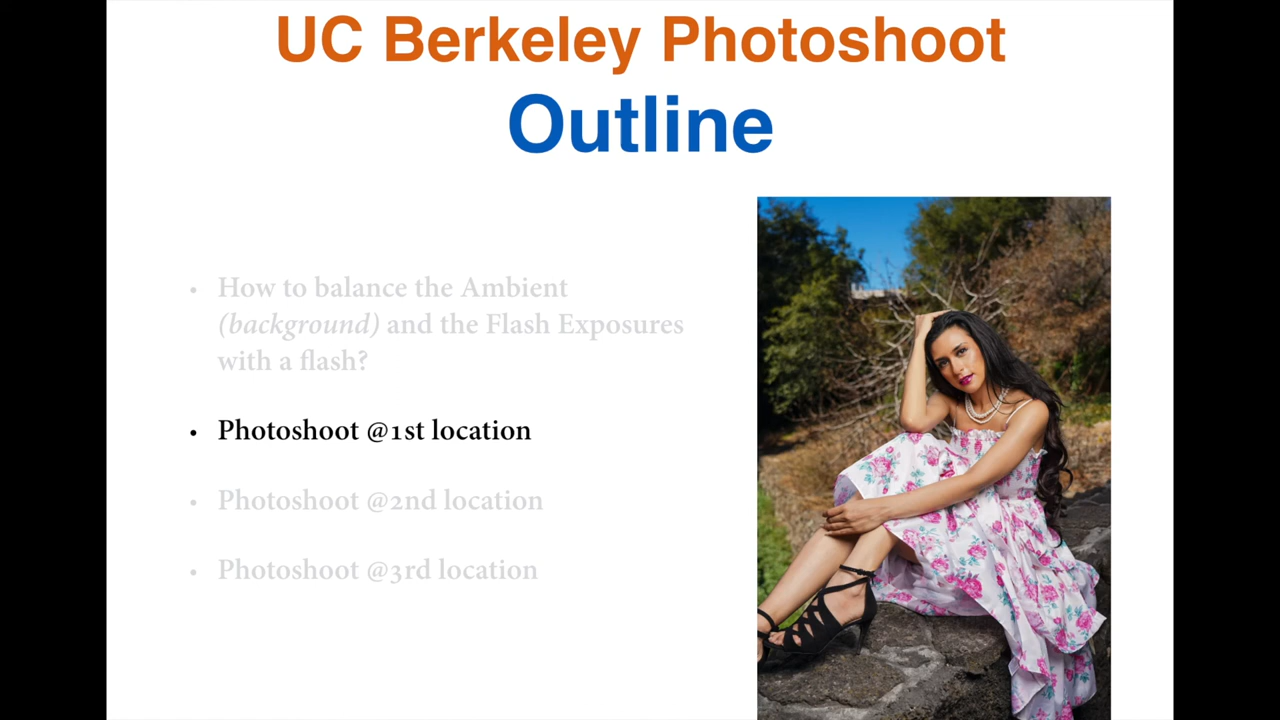 UC Berkeley Photoshoot
Outline
• How to balance the Ambient
(background) and the Flash Exposures
with a flash?
• Photoshoot @1st location
• Photoshoot @2nd location
• Photoshoot @3rd location